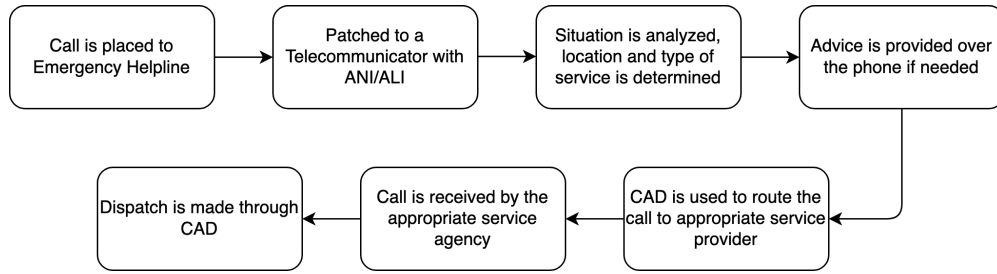 Call is placed to
Emergency Helpline
Patched to a
Telecommunicator with
ANI/ALI
Situation is analyzed,
location and type of
service is determined
Advice is provided over
the phone if needed
CAD is used to route the
call to appropriate service
provider
Call is received by the
appropriate service
agency
Dispatch is made through
CAD